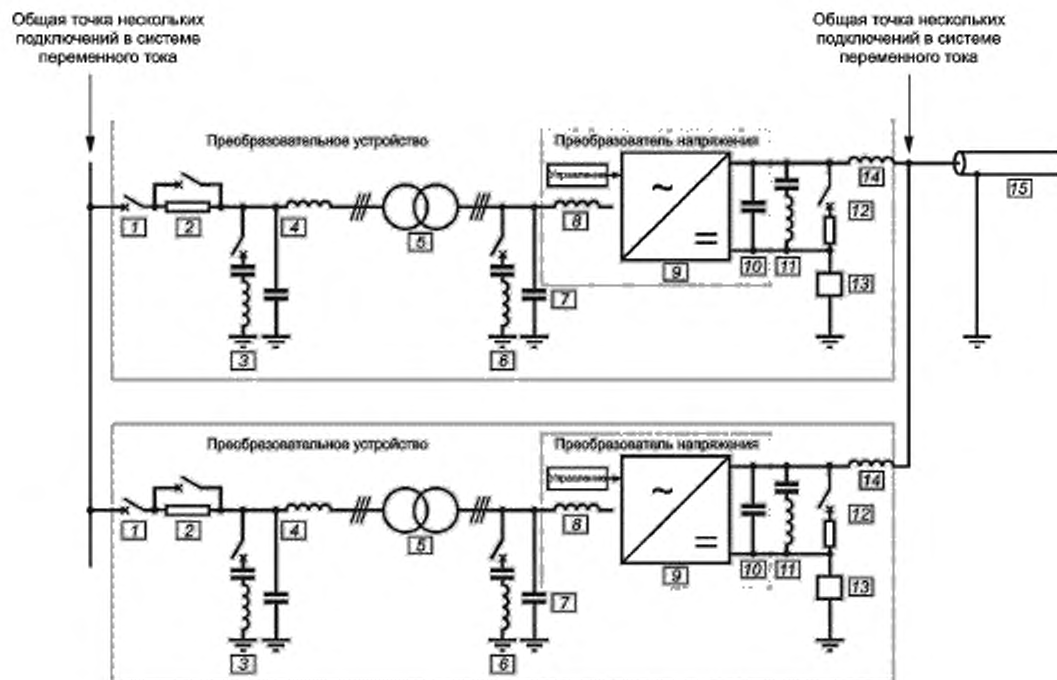 Общая точка нескольких
подключений в системе
переменного тока
Общая точка нескольких
подключений в системе
переменного тока
Преобразовательное устройство
Преобразователь напряжения
Управление
1
2
3
4
5
6
7
8
9
10
11
12
13
14
15
Преобразовательное устройство
Преобразователь напряжения
Управление
1
2
3
4
5
6
7
8
9
10
11
12
13
14